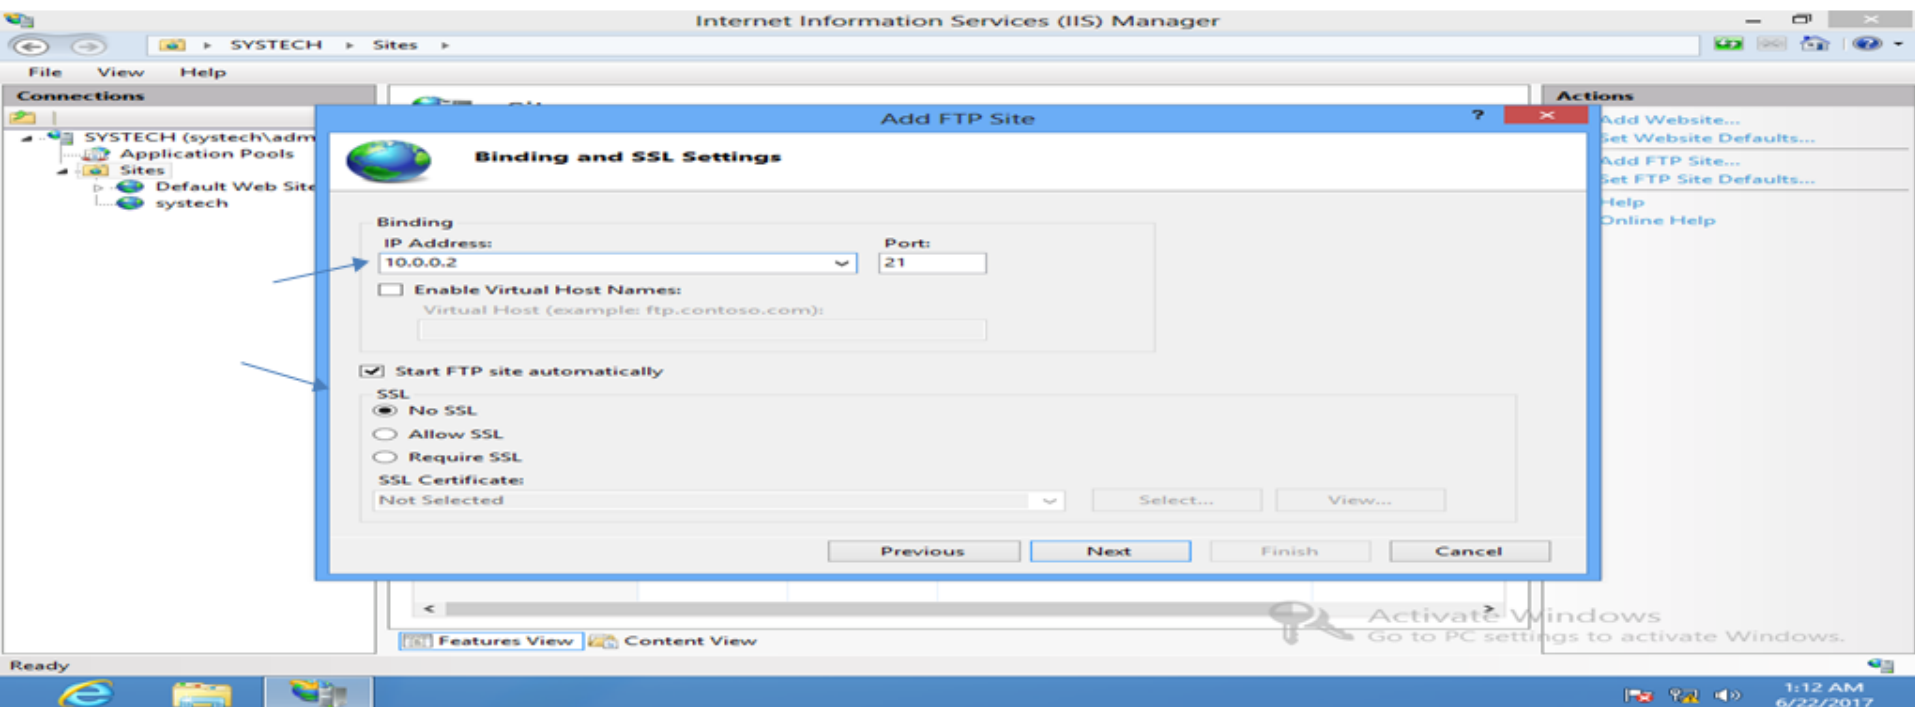 Internet Information Services (IIS) Manager
SYSTECH Sites
File View Help
Connections
SYSTECH (systech\adm
Application Pools
Sites
Default Web Site
systech
Add FTP Site
?
Binding and SSL Settings
Binding
IP Address:
Port:
10.0.0.2
21
Enable Virtual Host Names:
Virtual Host (example: ftp.contoso.com):
Start FTP site automatically
SSL
No SSL
Allow SSL
Require SSL
SSL Certificate:
Not Selected
Select...
View...
Previous
Next
Finish
Cancel
Actions
Add Website...
Set Website Defaults...
Add FTP Site...
Set FTP Site Defaults...
Help
Online Help
Features View
Content View
Activate Windows
Go to PC settings to activate Windows.
Ready
1:12 AM
6/22/2017